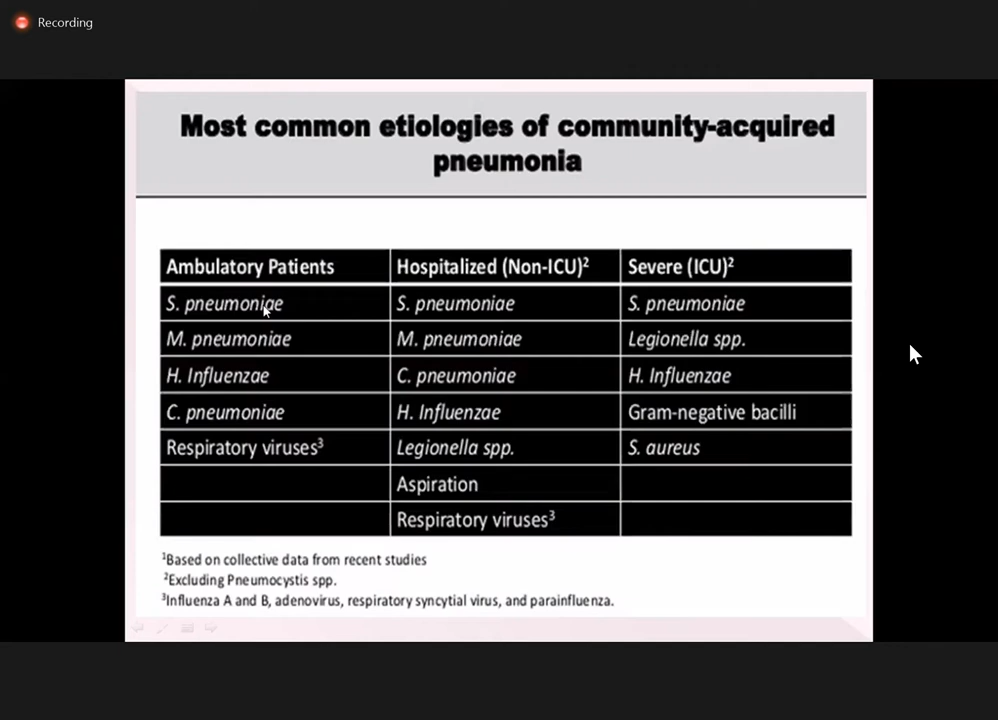 Recording
Most common etiologies of community-acquired
pneumonia
Ambulatory Patients Hospitalized (Non-ICU)² Severe (ICU)²
S. pneumoniae S. pneumoniae S. pneumoniae
M. pneumoniae M. pneumoniae Legionella spp.
H. Influenzae C. pneumoniae H. Influenzae
C. pneumoniae H. Influenzae Gram-negative bacilli
Respiratory viruses³ Legionella spp. S. aureus
Aspiration
Respiratory viruses³
¹Based on collective data from recent studies
²Excluding Pneumocystis spp.
³Influenza A and B, adenovirus, respiratory syncytial virus, and parainfluenza.